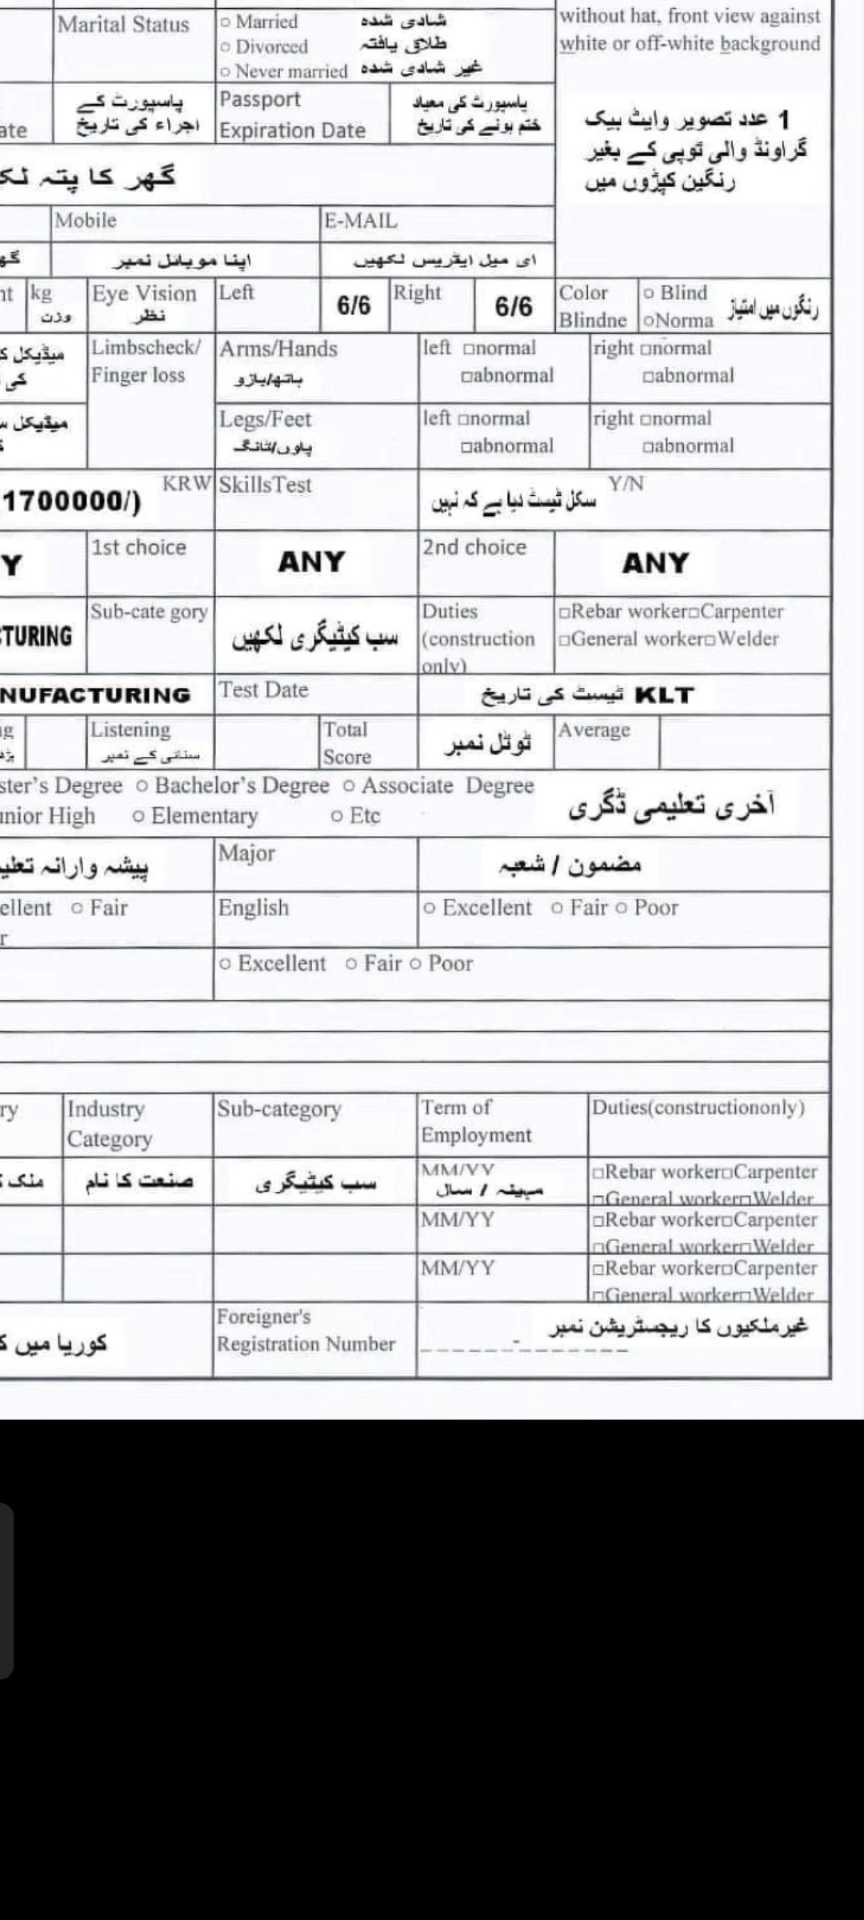 Marital Status
○ Married شادی شدہ
○ Divorced طلاق یافتہ
○ Never married غیر شادی شدہ
without hat, front view against
white or off-white background
ate
پاسپورٹ کے
اجراء کی تاریخ
Passport
Expiration Date
پاسپورٹ کی معیاد
ختم ہونے کی تاریخ
1 عدد تصویر وایٹ بیک
گراونڈ والی ٹوپی کے بغیر
رنگین کپڑوں میں
گھر کا پتہ
Mobile
E-MAIL
اپنا موبائل نمبر
ای میل ایڈریس لکھیں
kg
وزن
Eye Vision
نظر
Left
6/6
Right
6/6
Color
Blindne
○ Blind
○Norma
رنگوں میں امتیاز
میڈیکل
کی
Limbscheck/
Finger loss
Arms/Hands
ہاتھ/بازو
left □normal
□abnormal
right □normal
□abnormal
میڈیکل
Legs/Feet
پاوں/ٹانگ
left □normal
□abnormal
right □normal
□abnormal
1700000/) KRW
SkillsTest
سکل ٹیسٹ دیا ہے کہ نہیں
Y/N
Y
1st choice
ANY
2nd choice
ANY
TURING
Sub-cate gory
سب کیٹیگری لکھیں
Duties
(construction
only)
□Rebar worker□Carpenter
□General worker□Welder
NUFACTURING
Test Date
KLT ٹیسٹ کی تاریخ
Listening
سنائی کے نمبر
Total
Score
ٹوٹل نمبر
Average
ster's Degree ○ Bachelor's Degree ○ Associate Degree
unior High ○ Elementary ○ Etc
آخری تعلیمی ڈگری
پیشہ وارانہ
Major
مضمون / شعبہ
ellent ○ Fair
r
English
○ Excellent ○ Fair ○ Poor
○ Excellent ○ Fair ○ Poor
ry
Industry
Category
Sub-category
Term of
Employment
Duties(constructiononly)
ملک
صنعت کا نام
سب کیٹیگری
MM/YY
مہینہ / سال
□Rebar worker□Carpenter
□General worker□Welder
MM/YY
□Rebar worker□Carpenter
□General worker□Welder
MM/YY
□Rebar worker□Carpenter
□General worker□Welder
کوریا میں
Foreigner's
Registration Number
غیرملکیوں کا ریجسٹریشن نمبر